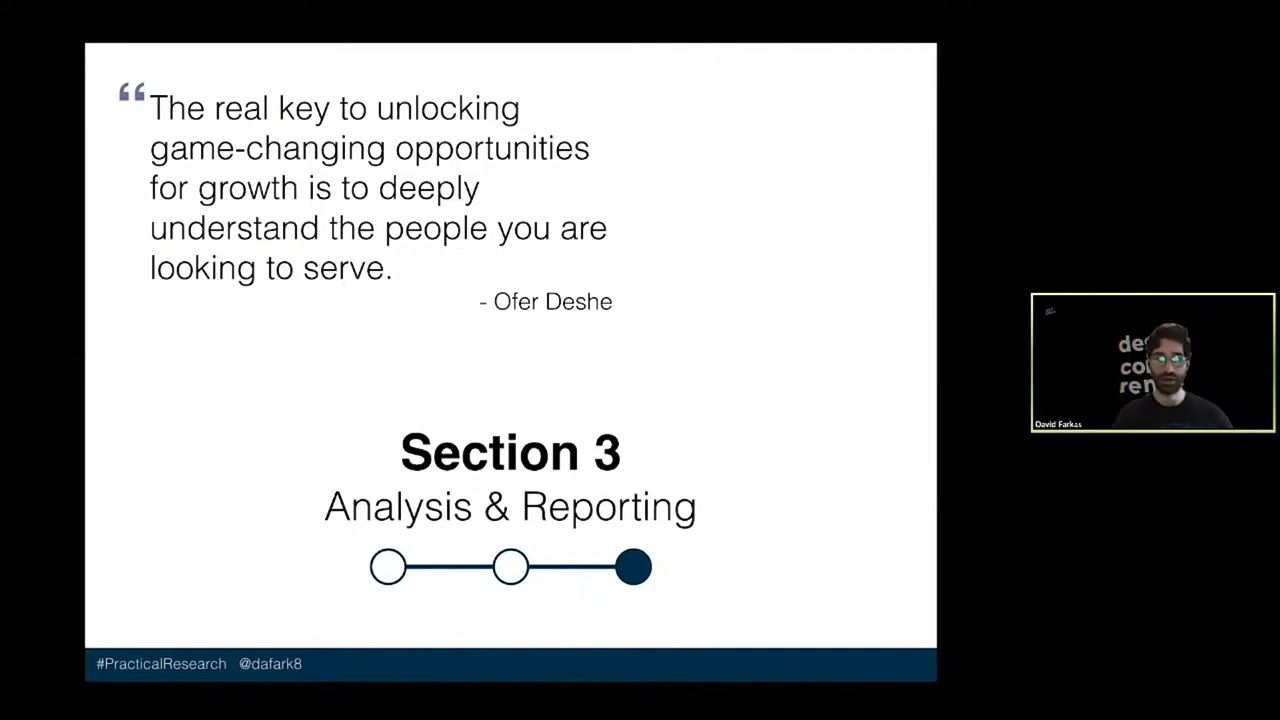 “The real key to unlocking
game-changing opportunities
for growth is to deeply
understand the people you are
looking to serve.
- Ofer Deshe
Section 3
Analysis & Reporting
#PracticalResearch @dafark8
David Farkas